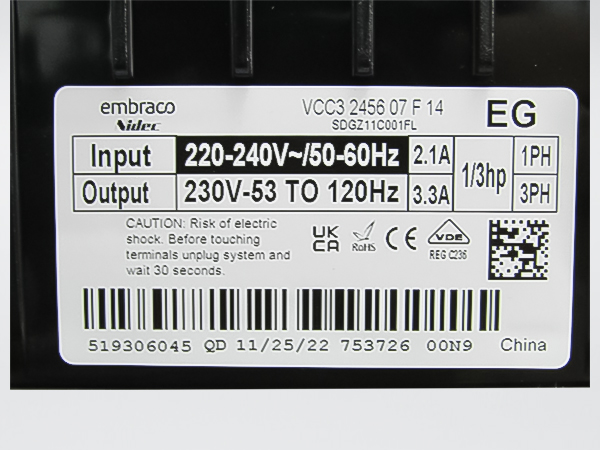 embraco
Nidec
VCC3 2456 07 F 14
SDGZ11C001FL
EG
Input 220-240V~/50-60Hz 2.1A 1/3hp 1PH
Output 230V-53 TO 120Hz 3.3A 3PH
CAUTION: Risk of electric
shock. Before touching
terminals unplug system and
wait 30 seconds.
UK
CA
RoHS
CE
VDE
REG C236
519306045 QD 11/25/22 753726 00N9 China